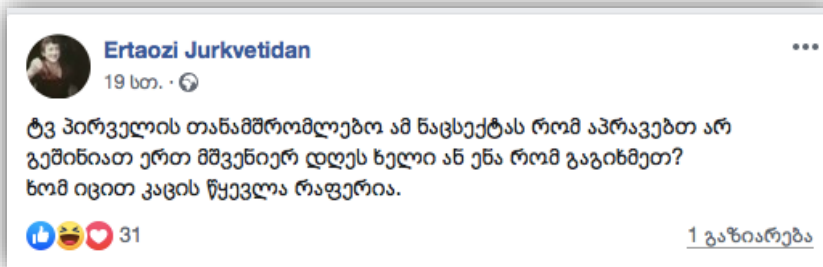 Ertaozi Jurkvetidan
19 სთ. ·
ტვ პირველის თანამშრომლებო ამ ნაცსექტას რომ აპრავებთ არ
გეშინიათ ერთ მშვენიერ დღეს ხელი ან ენა რომ გაგიხმეთ?
ხომ იცით კაცის წყევლა რაფერია.
31
1 გაზიარება